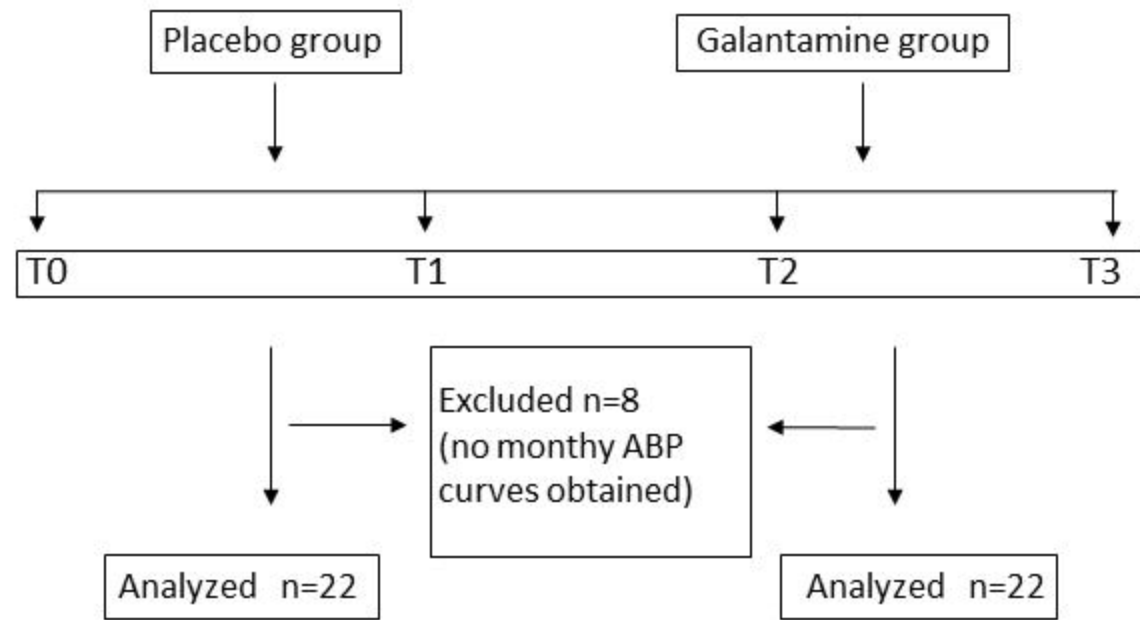 Placebo group
Galantamine group
T0 T1 T2 T3
Excluded n=8
(no monthy ABP
curves obtained)
Analyzed n=22
Analyzed n=22